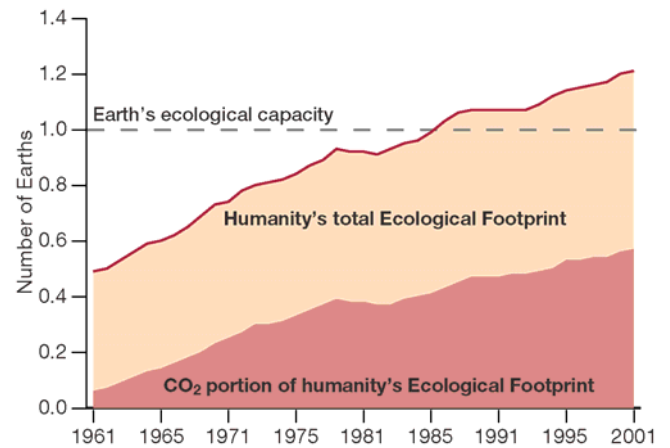 1.4
1.2
Earth's ecological capacity
1.0
0.8
Number of Earths
Humanity's total Ecological Footprint
0.6
0.4
0.2
CO₂ portion of humanity's Ecological Footprint
0.0
1961 1965 1971 1975 1981 1985 1991 1995 2001